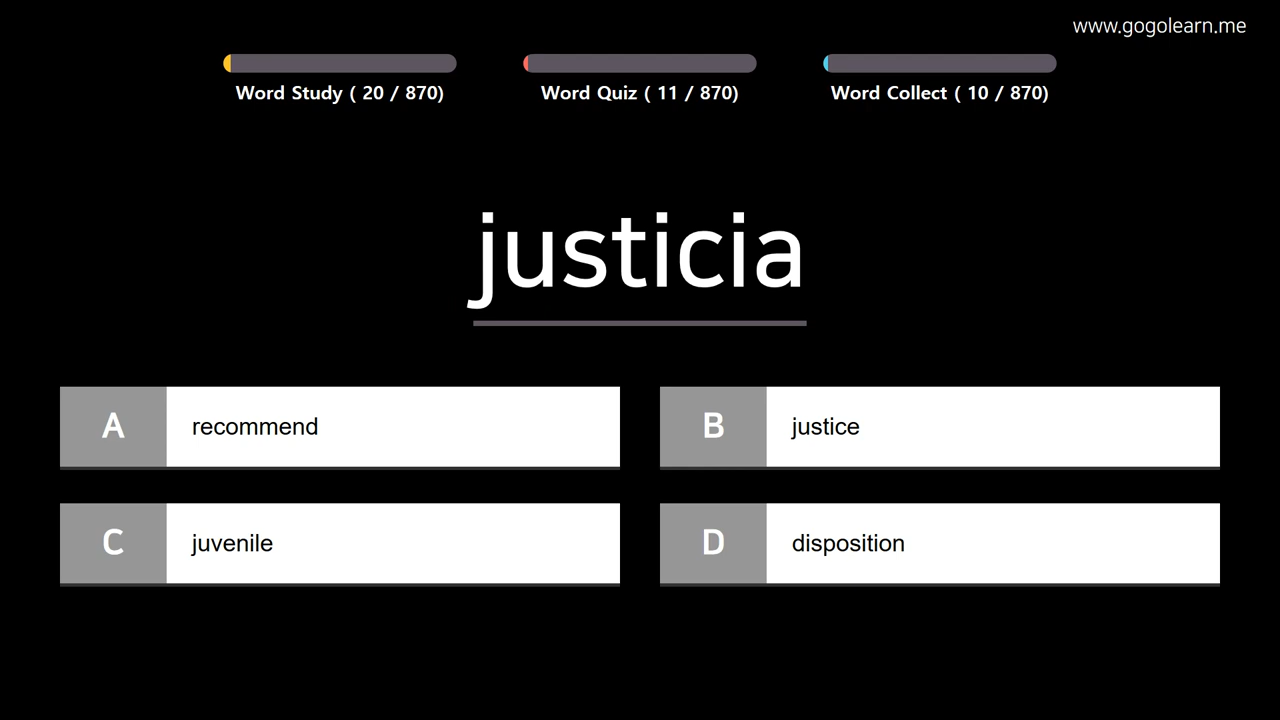 www.gogolearn.me
Word Study ( 20 / 870)
Word Quiz ( 11 / 870)
Word Collect ( 10 / 870)
justicia
A recommend
B justice
C juvenile
D disposition